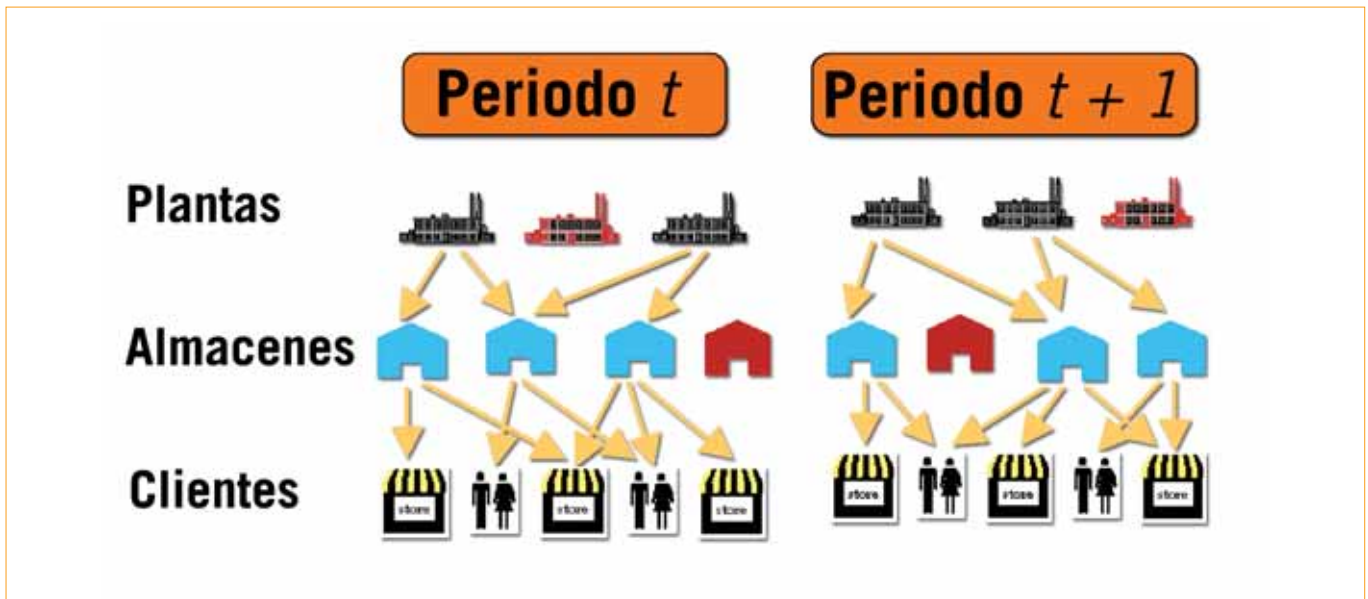 Periodo t
Periodo t + 1
Plantas
Almacenes
Clientes
store
store
store
store
store
store